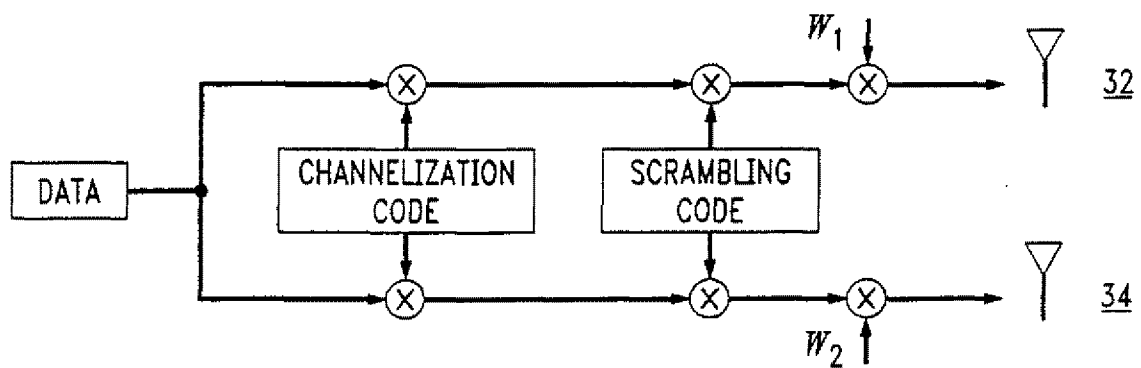 W1
32
DATA
CHANNELIZATION
CODE
SCRAMBLING
CODE
34
W2